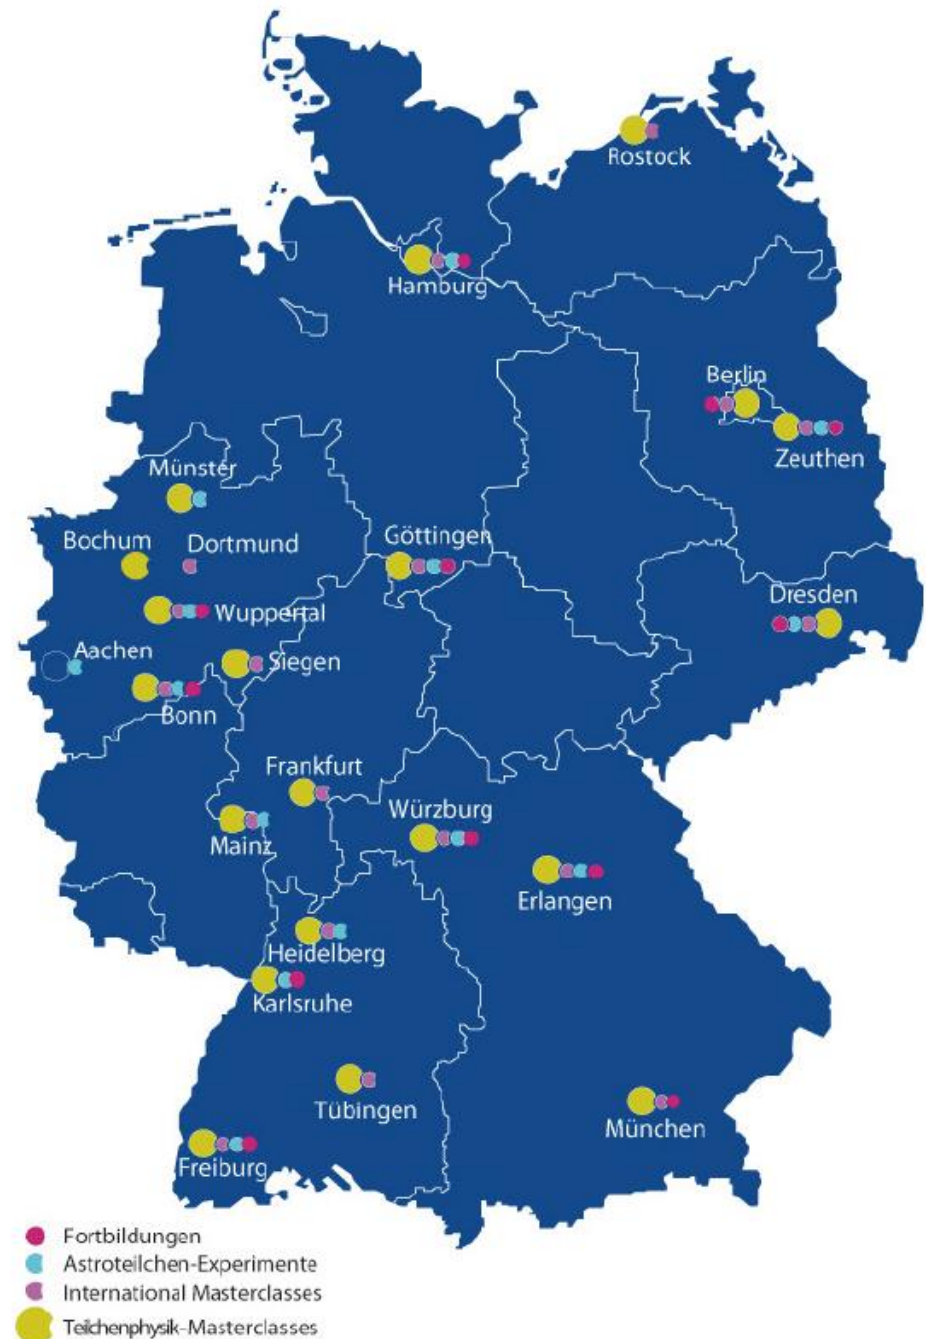 Rostock
Hamburg
Berlin
Zeuthen
Münster
Bochum
Dortmund
Göttingen
Wuppertal
Dresden
Aachen
Siegen
Bonn
Frankfurt
Würzburg
Mainz
Erlangen
Heidelberg
Karlsruhe
Tübingen
München
Freiburg
Fortbildungen
Astroteilchen-Experimente
International Masterclasses
Teilchenphysik-Masterclasses